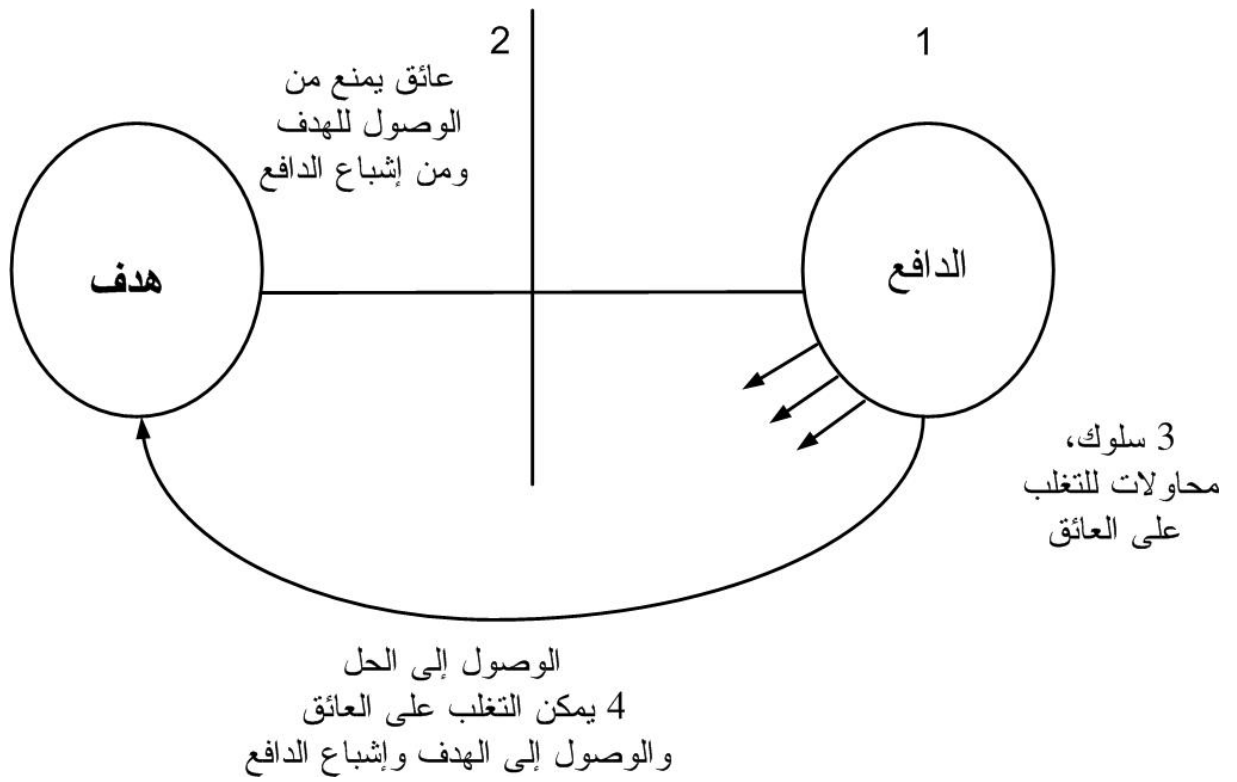 1
2
عائق يمنع من
الوصول للهدف
ومن إشباع الدافع
الدافع
هدف
3 سلوك،
محاولات للتغلب
على العائق
الوصول إلى الحل
4 يمكن التغلب على العائق
والوصول إلى الهدف وإشباع الدافع